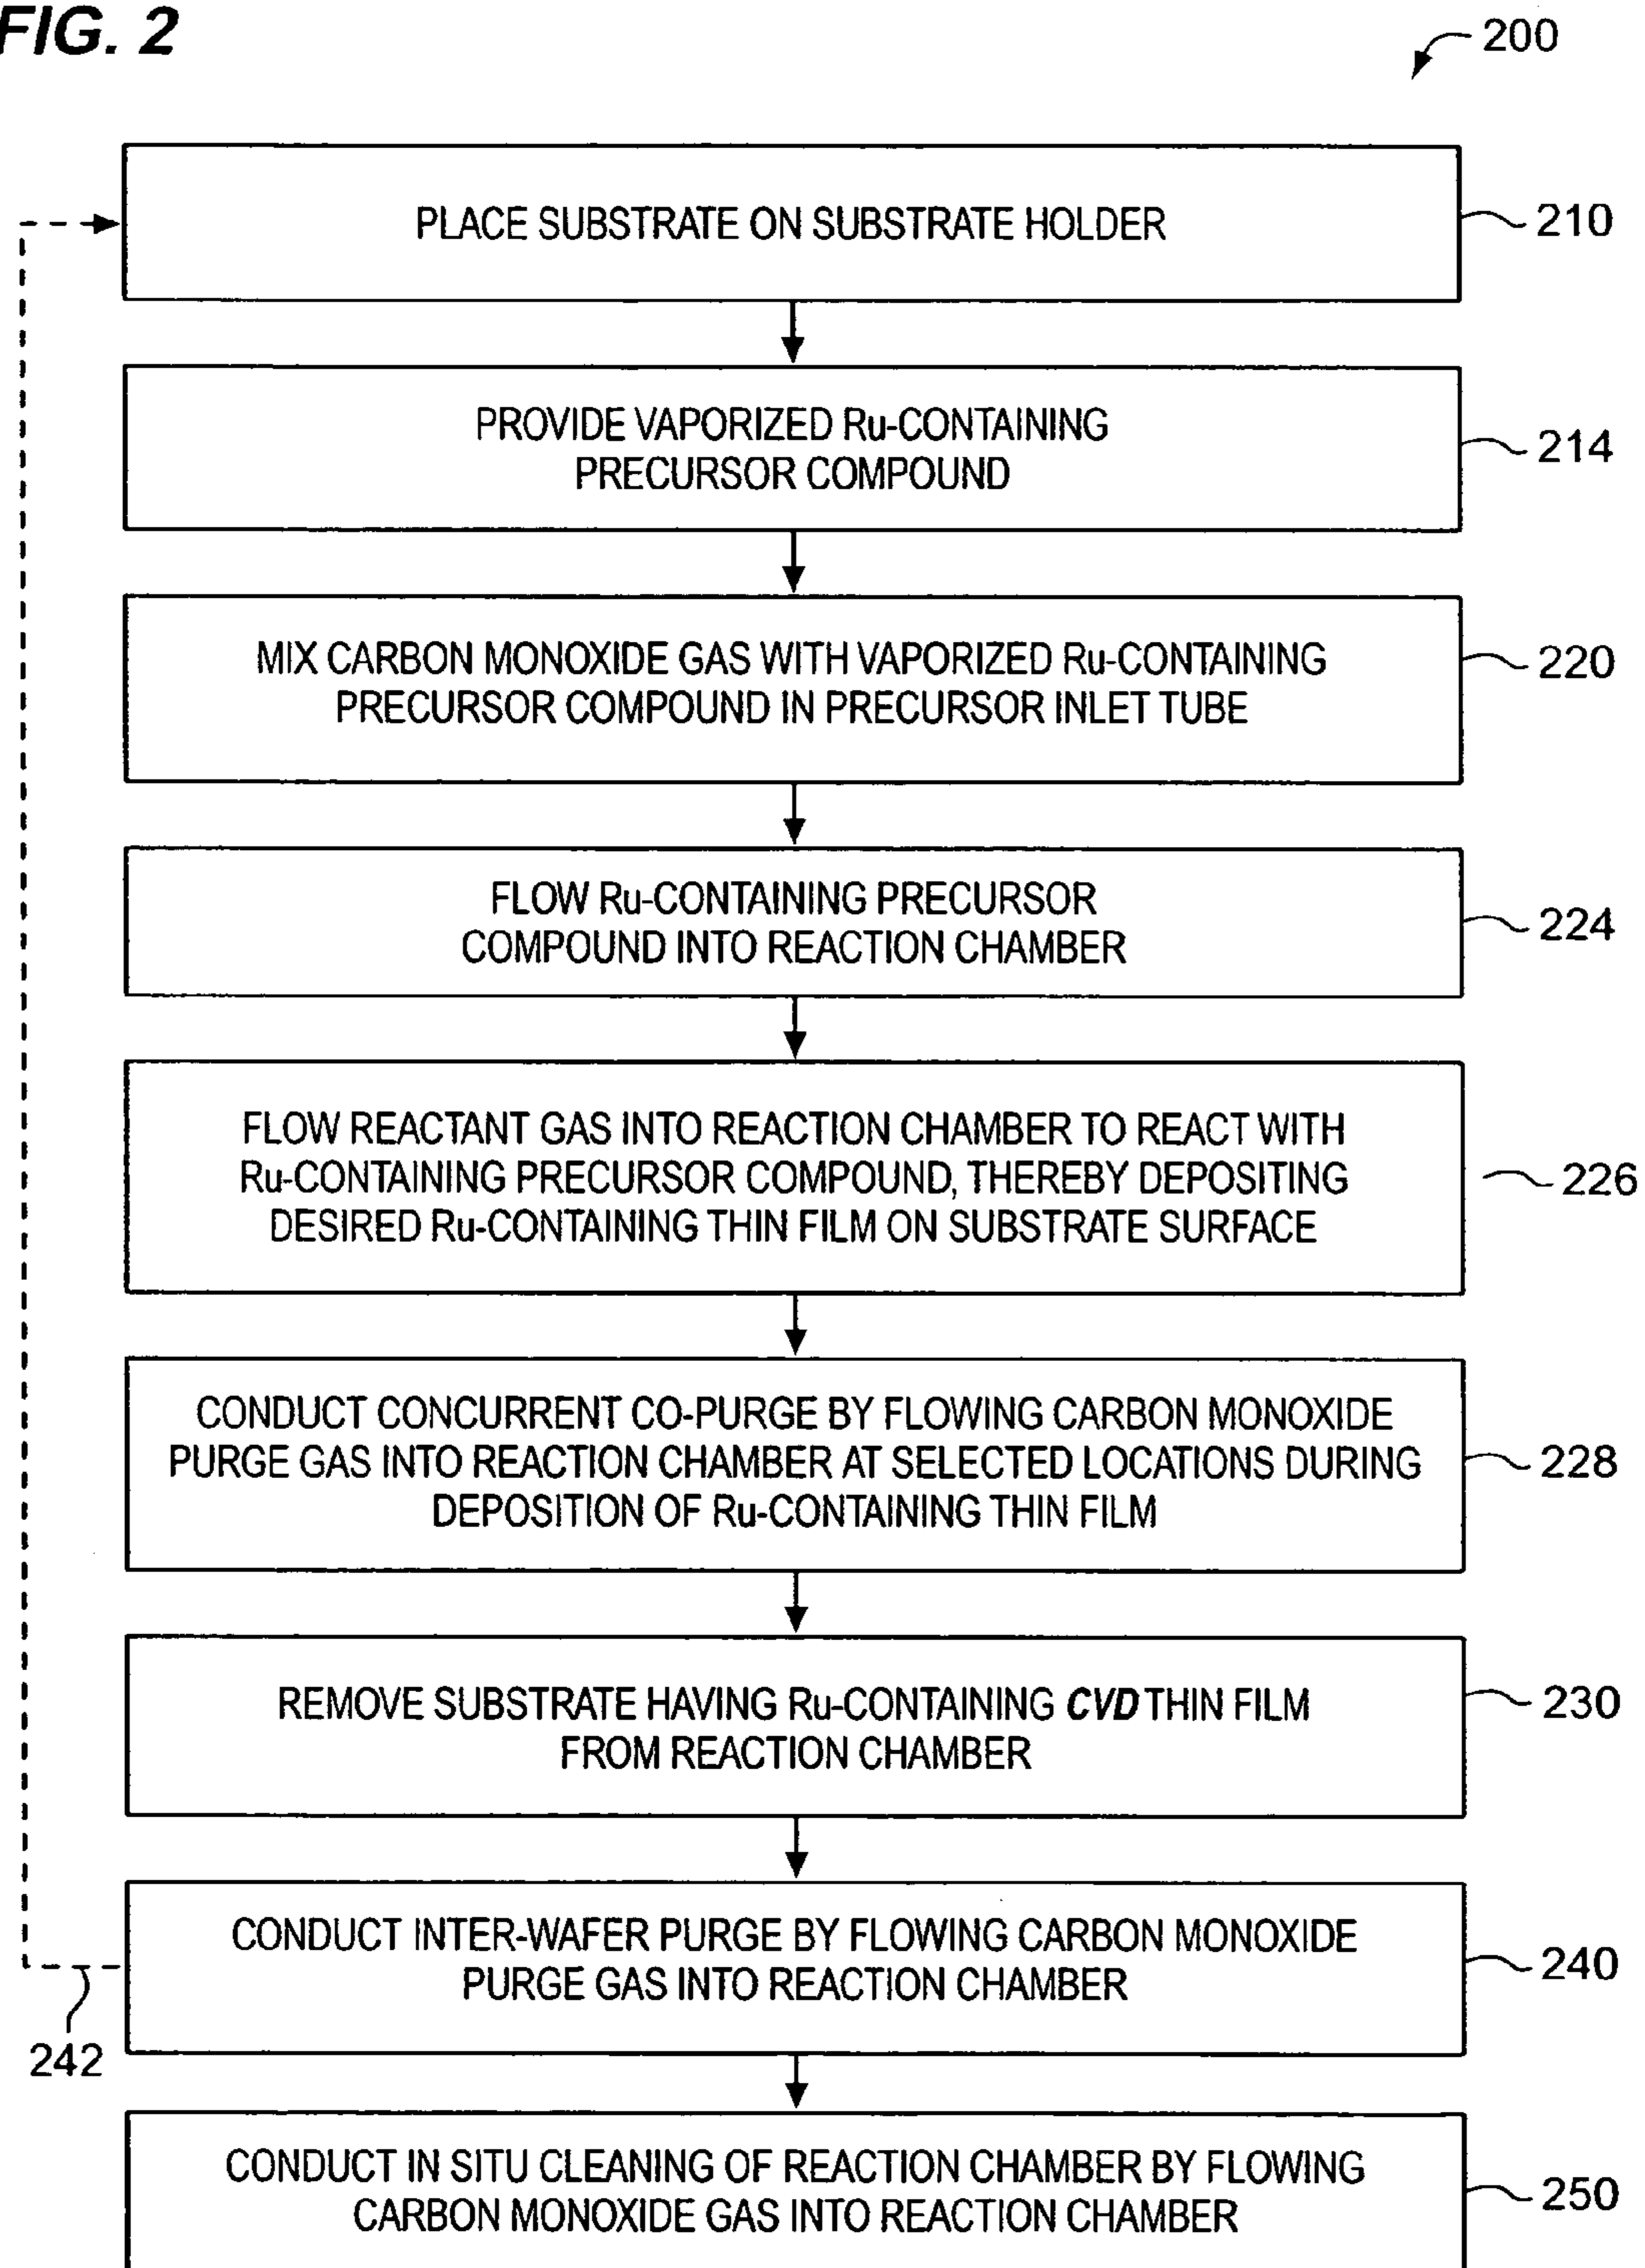 FIG. 2
200
PLACE SUBSTRATE ON SUBSTRATE HOLDER
210
PROVIDE VAPORIZED Ru-CONTAINING
PRECURSOR COMPOUND
214
MIX CARBON MONOXIDE GAS WITH VAPORIZED Ru-CONTAINING
PRECURSOR COMPOUND IN PRECURSOR INLET TUBE
220
FLOW Ru-CONTAINING PRECURSOR
COMPOUND INTO REACTION CHAMBER
224
FLOW REACTANT GAS INTO REACTION CHAMBER TO REACT WITH
Ru-CONTAINING PRECURSOR COMPOUND, THEREBY DEPOSITING
DESIRED Ru-CONTAINING THIN FILM ON SUBSTRATE SURFACE
226
CONDUCT CONCURRENT CO-PURGE BY FLOWING CARBON MONOXIDE
PURGE GAS INTO REACTION CHAMBER AT SELECTED LOCATIONS DURING
DEPOSITION OF Ru-CONTAINING THIN FILM
228
REMOVE SUBSTRATE HAVING Ru-CONTAINING CVD THIN FILM
FROM REACTION CHAMBER
230
CONDUCT INTER-WAFER PURGE BY FLOWING CARBON MONOXIDE
PURGE GAS INTO REACTION CHAMBER
240
242
CONDUCT IN SITU CLEANING OF REACTION CHAMBER BY FLOWING
CARBON MONOXIDE GAS INTO REACTION CHAMBER
250